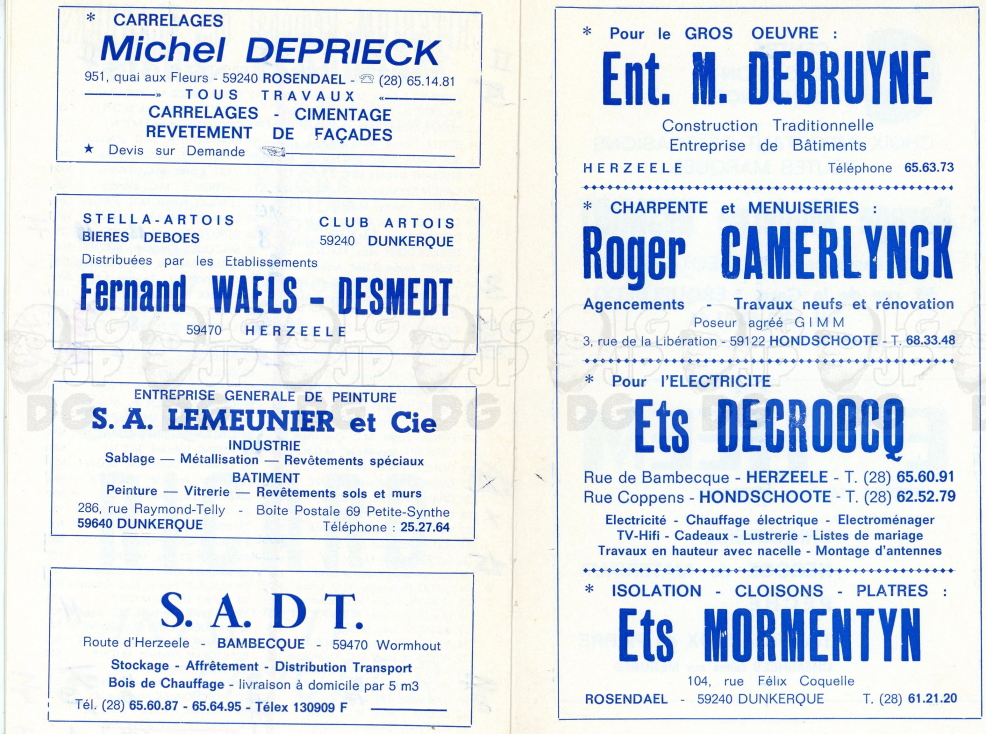 * CARRELAGES
Michel DEPRIECK
951, quai aux Fleurs - 59240 ROSENDAEL - ☏ (28) 65.14.81
TOUS TRAVAUX
CARRELAGES - CIMENTAGE
REVETEMENT DE FAÇADES
★ Devis sur Demande
STELLA-ARTOIS CLUB ARTOIS
BIERES DEBOES 59240 DUNKERQUE
Distribuées par les Etablissements
Fernand WAELS - DESMEDT
59470 HERZEELE
ENTREPRISE GENERALE DE PEINTURE
S. A. LEMEUNIER et Cie
INDUSTRIE
Sablage — Métallisation — Revêtements spéciaux
BATIMENT
Peinture — Vitrerie — Revêtements sols et murs
286, rue Raymond-Telly - Boîte Postale 69 Petite-Synthe
59640 DUNKERQUE Téléphone : 25.27.64
S. A. D T.
Route d'Herzeele - BAMBECQUE - 59470 Wormhout
Stockage - Affrêtement - Distribution Transport
Bois de Chauffage - livraison à domicile par 5 m3
Tél. (28) 65.60.87 - 65.64.95 - Télex 130909 F
* Pour le GROS OEUVRE :
Ent. M. DEBRUYNE
Construction Traditionnelle
Entreprise de Bâtiments
HERZEELE Téléphone 65.63.73
* CHARPENTE et MENUISERIES :
Roger CAMERLYNCK
Agencements - Travaux neufs et rénovation
Poseur agréé GIMM
3, rue de la Libération - 59122 HONDSCHOOTE - T. 68.33.48
* Pour l'ELECTRICITE
Ets DECROOCQ
Rue de Bambecque - HERZEELE - T. (28) 65.60.91
Rue Coppens - HONDSCHOOTE - T. (28) 62.52.79
Electricité - Chauffage électrique - Electroménager
TV-Hifi - Cadeaux - Lustrerie - Listes de mariage
Travaux en hauteur avec nacelle - Montage d'antennes
* ISOLATION - CLOISONS - PLATRES :
Ets MORMENTYN
104, rue Félix Coquelle
ROSENDAEL - 59240 DUNKERQUE T. (28) 61.21.20
LG JP DG